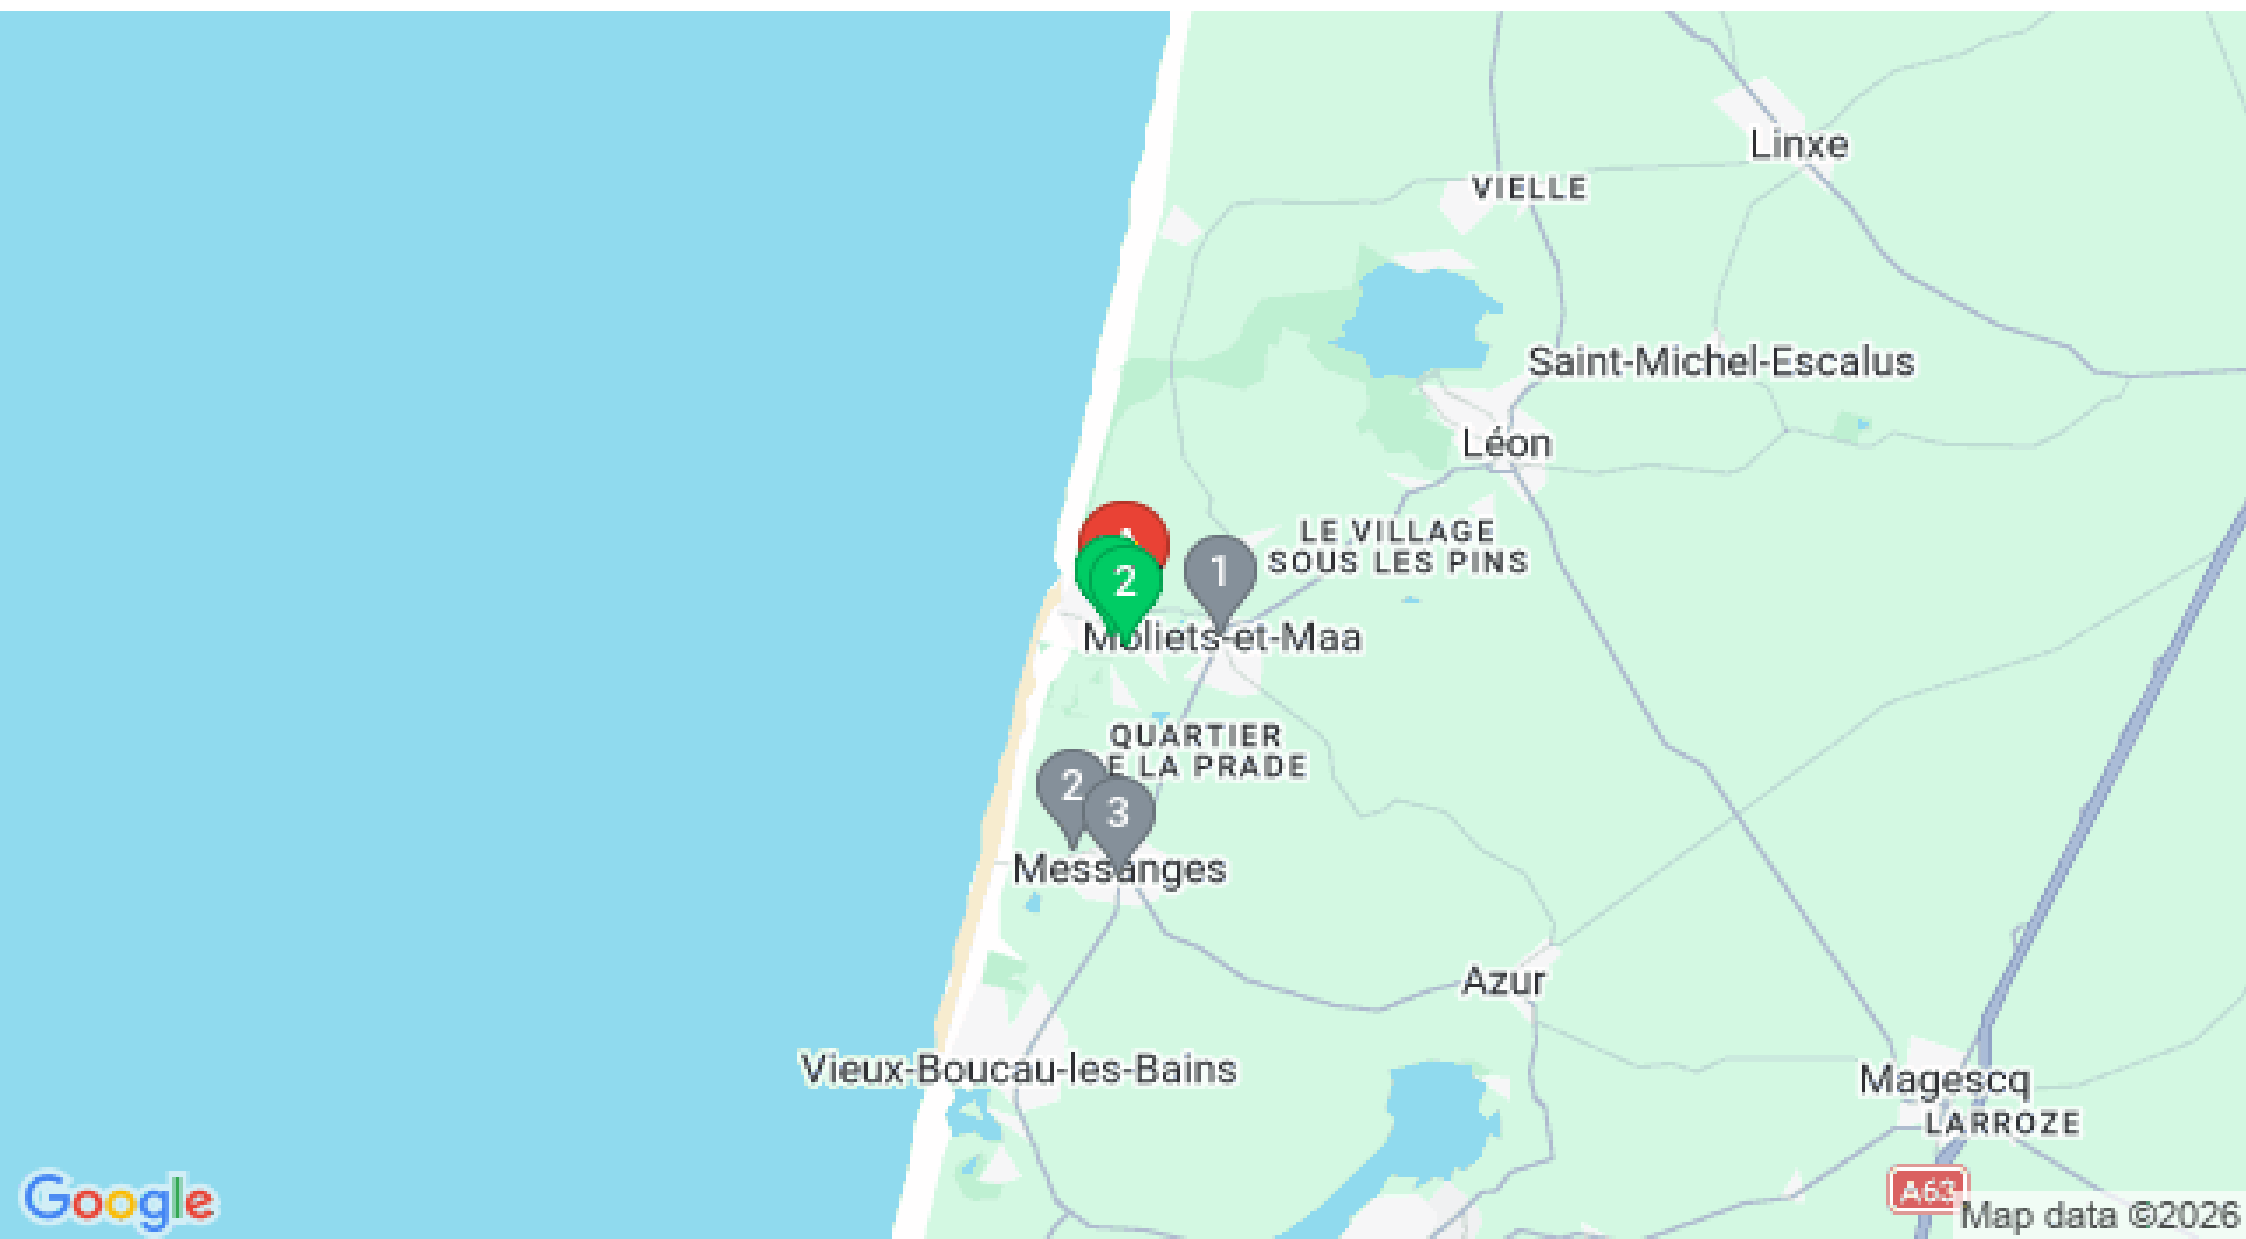 Linxe
VIELLE
Saint-Michel-Escalus
Léon
LE VILLAGE
SOUS LES PINS
1
2
Moliets-et-Maa
QUARTIER
E LA PRADE
2
3
Messanges
Azur
Vieux-Boucau-les-Bains
Magescq
LARROZE
A63
Google
Map data ©2026